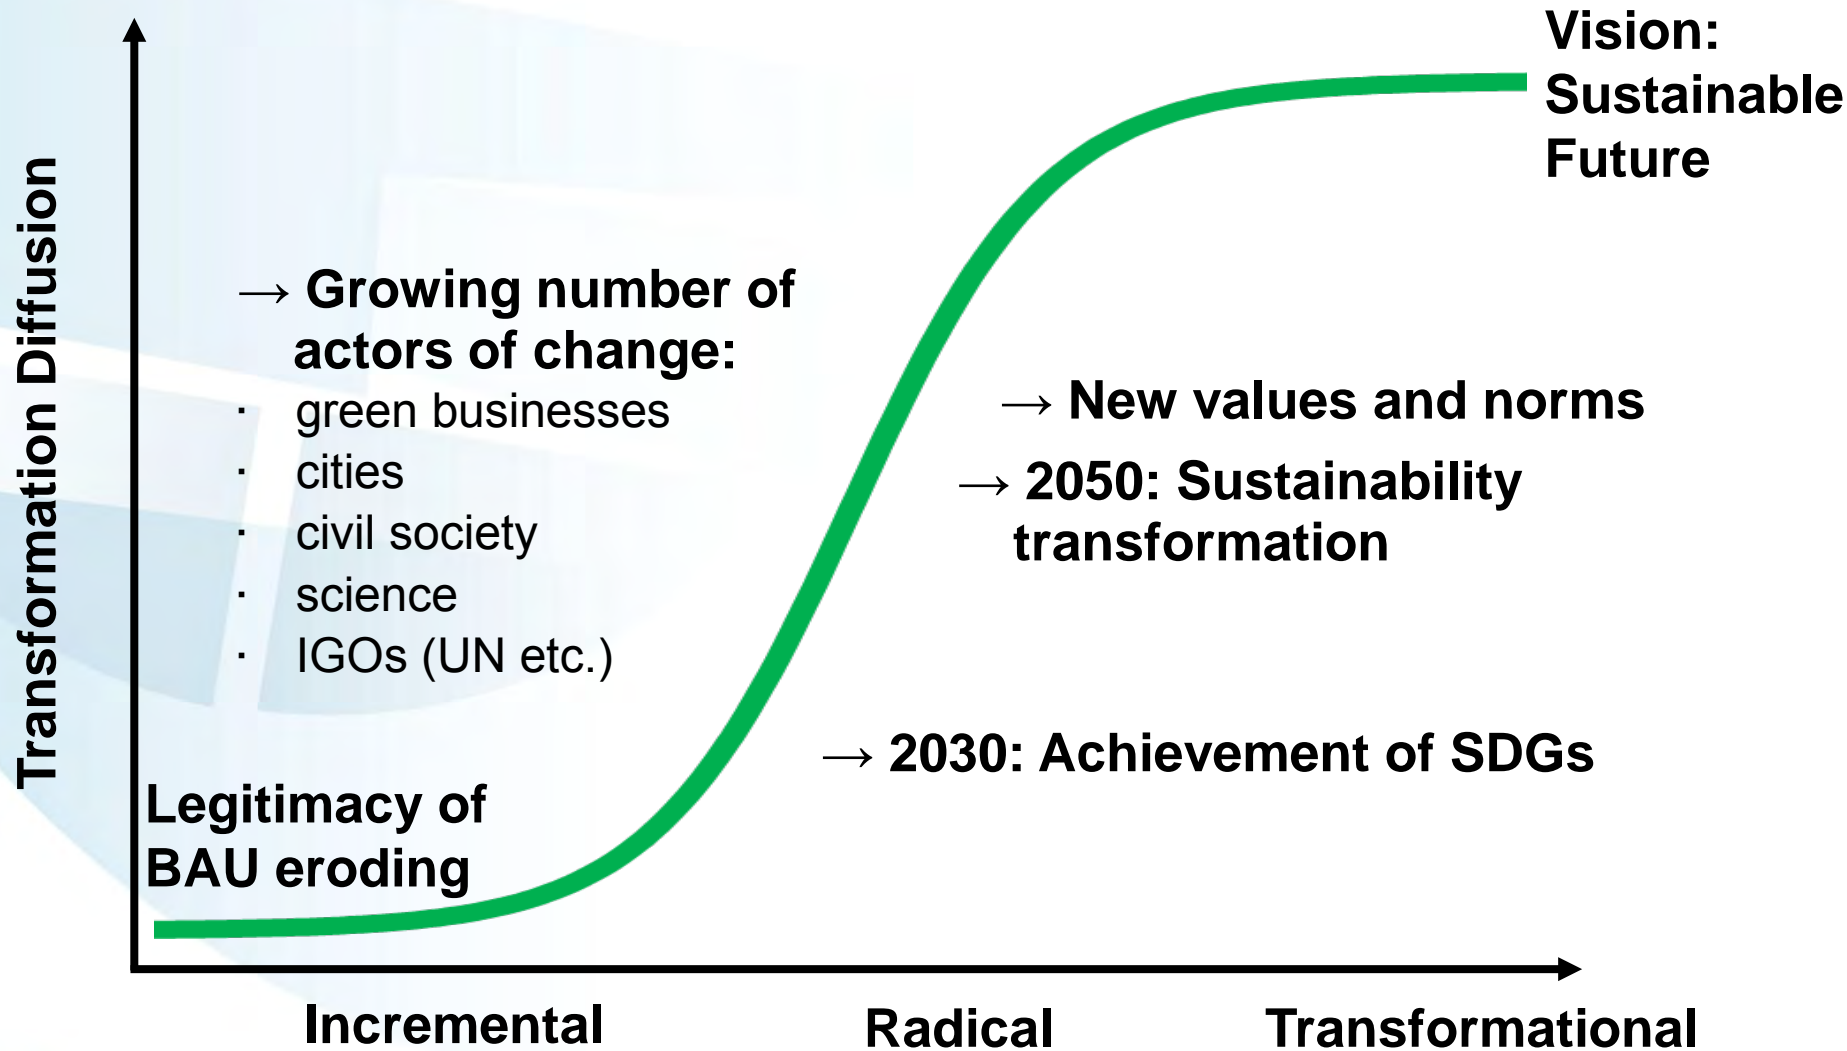 Transformation Diffusion
Vision:
Sustainable
Future
→ Growing number of
actors of change:
· green businesses
· cities
· civil society
· science
· IGOs (UN etc.)
→ New values and norms
→ 2050: Sustainability
transformation
→ 2030: Achievement of SDGs
Legitimacy of
BAU eroding
Incremental
Radical
Transformational